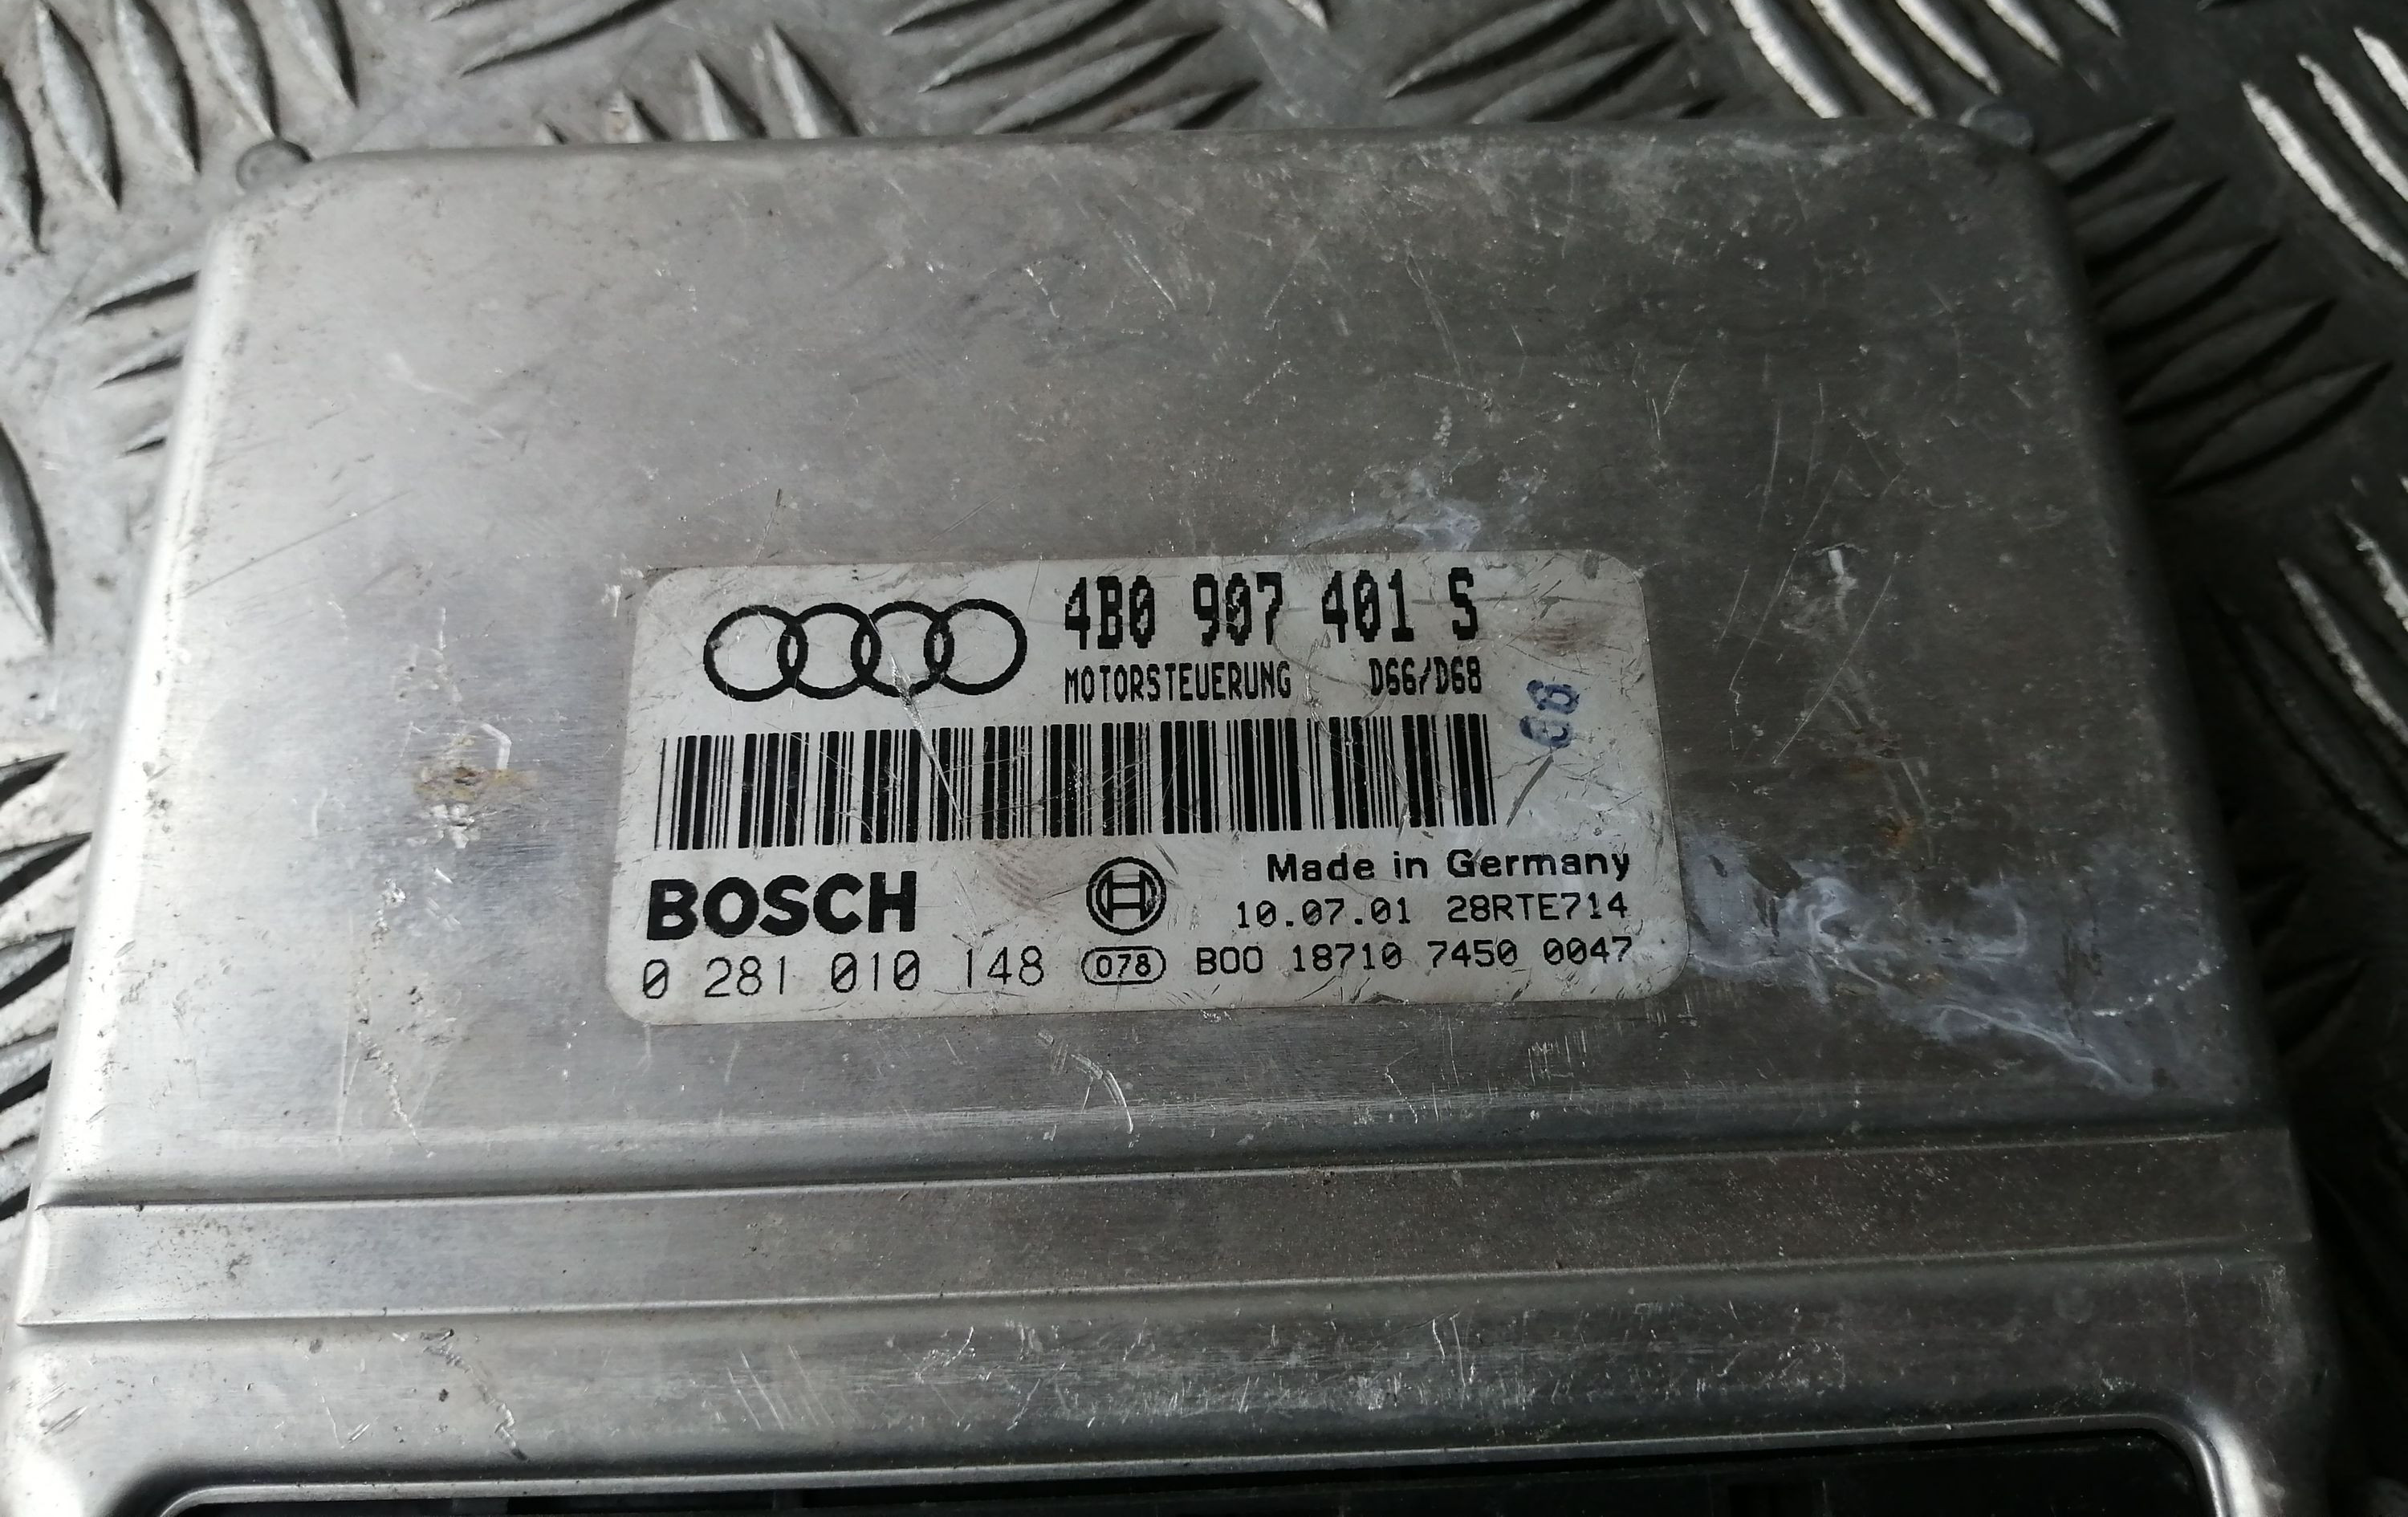 4B0 907 401 S
MOTORSTEUERUNG D66/D68
08
BOSCH
Made in Germany
10.07.01 28RTE714
0 281 010 148 078 B00 18710 7450 0047